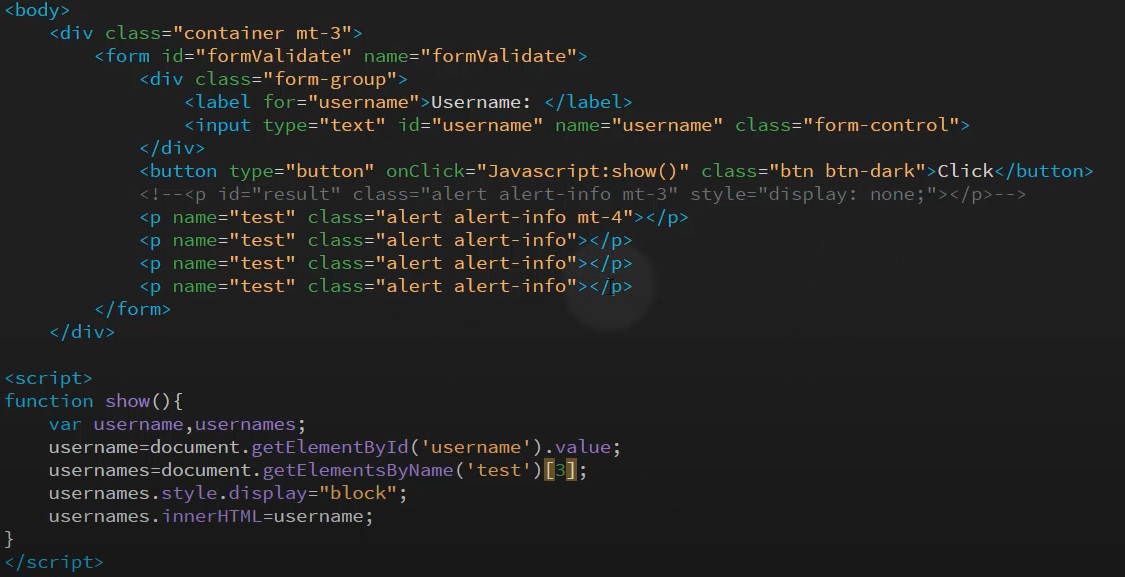 <body>
    <div class="container mt-3">
        <form id="formValidate" name="formValidate">
            <div class="form-group">
                <label for="username">Username: </label>
                <input type="text" id="username" name="username" class="form-control">
            </div>
            <button type="button" onClick="Javascript:show()" class="btn btn-dark">Click</button>
            <!--<p id="result" class="alert alert-info mt-3" style="display: none;"></p>-->
            <p name="test" class="alert alert-info mt-4"></p>
            <p name="test" class="alert alert-info"></p>
            <p name="test" class="alert alert-info"></p>
            <p name="test" class="alert alert-info"></p>
        </form>
    </div>

<script>
function show(){
    var username,usernames;
    username=document.getElementById('username').value;
    usernames=document.getElementsByName('test')[3];
    usernames.style.display="block";
    usernames.innerHTML=username;
}
</script>